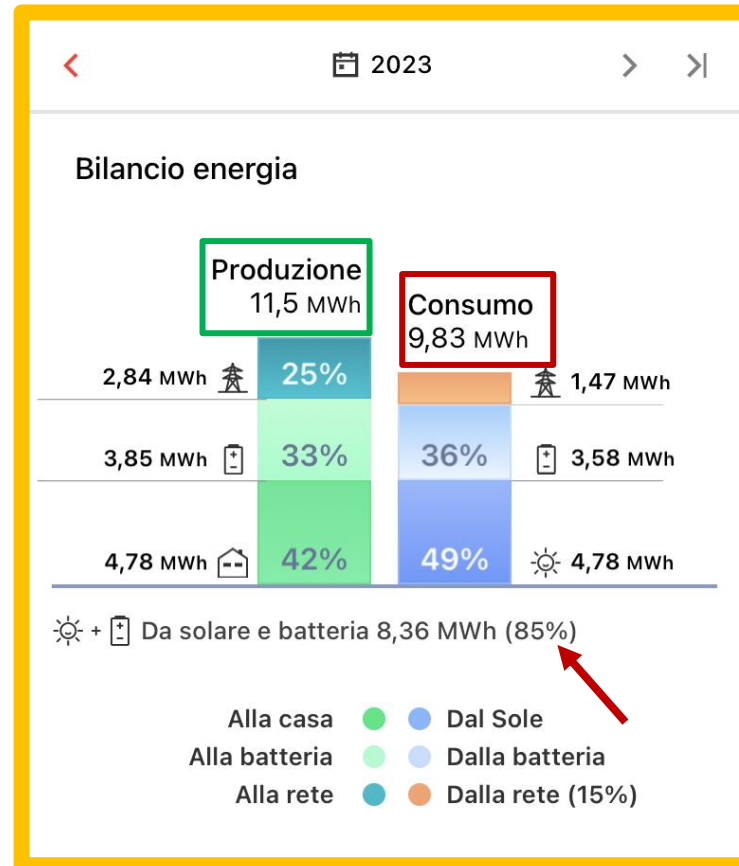 2023
Bilancio energia
Produzione
11,5 MWh
Consumo
9,83 MWh
2,84 MWh 25% 1,47 MWh
3,85 MWh 33% 36% 3,58 MWh
4,78 MWh 42% 49% 4,78 MWh
+ Da solare e batteria 8,36 MWh (85%)
Alla casa Dal Sole
Alla batteria Dalla batteria
Alla rete Dalla rete (15%)